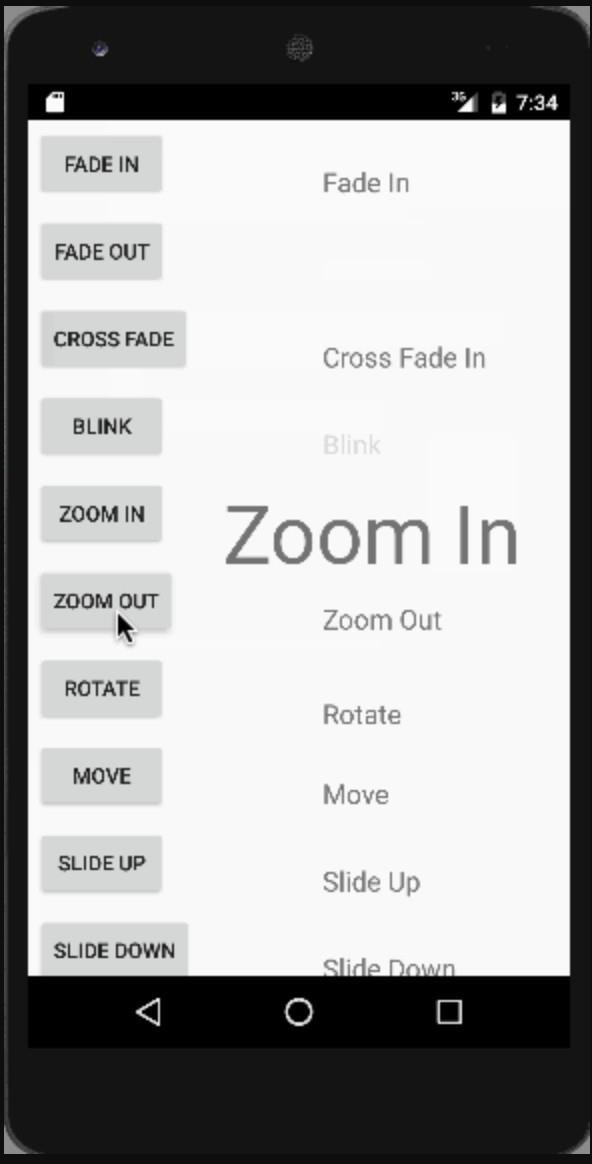 3G 7:34
FADE IN Fade In
FADE OUT
CROSS FADE Cross Fade In
BLINK Blink
ZOOM IN Zoom In
ZOOM OUT Zoom Out
ROTATE Rotate
MOVE Move
SLIDE UP Slide Up
SLIDE DOWN Slide Down